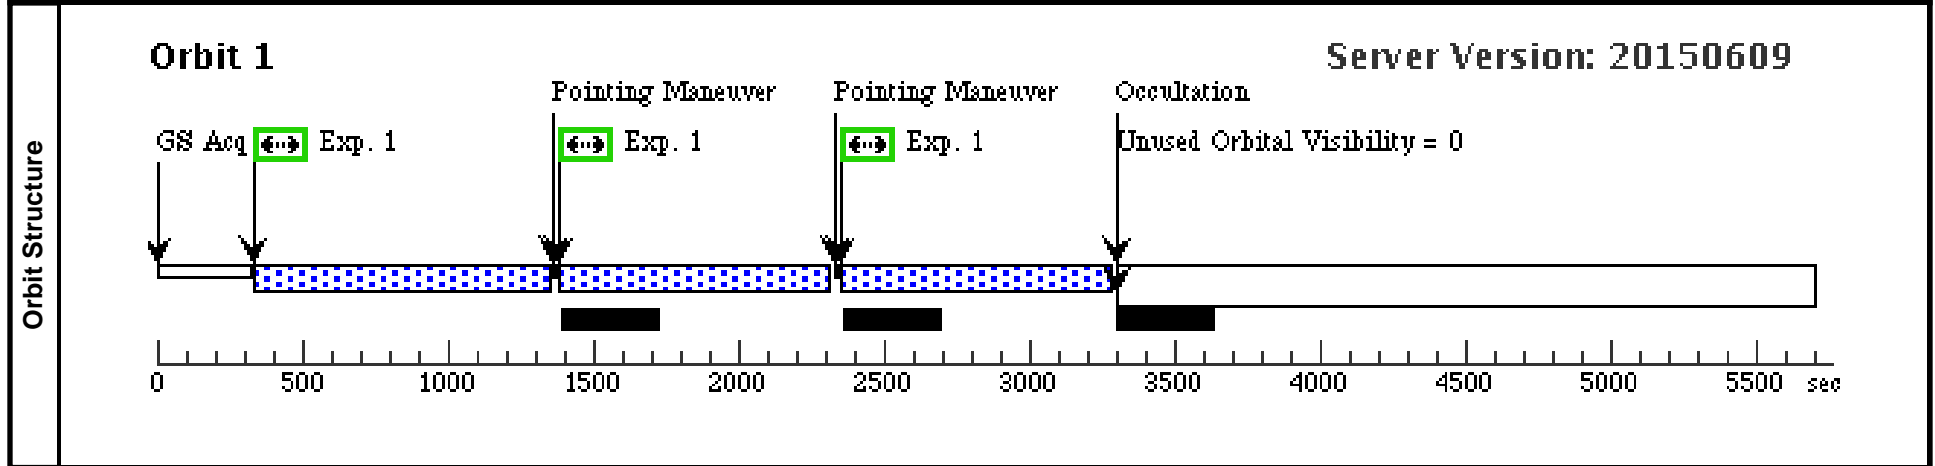 Orbit Structure
Orbit 1
Server Version: 20150609
Pointing Maneuver
Pointing Maneuver
Occultation
GS Acq
Exp. 1
Exp. 1
Exp. 1
Unused Orbital Visibility = 0
0 500 1000 1500 2000 2500 3000 3500 4000 4500 5000 5500 sec